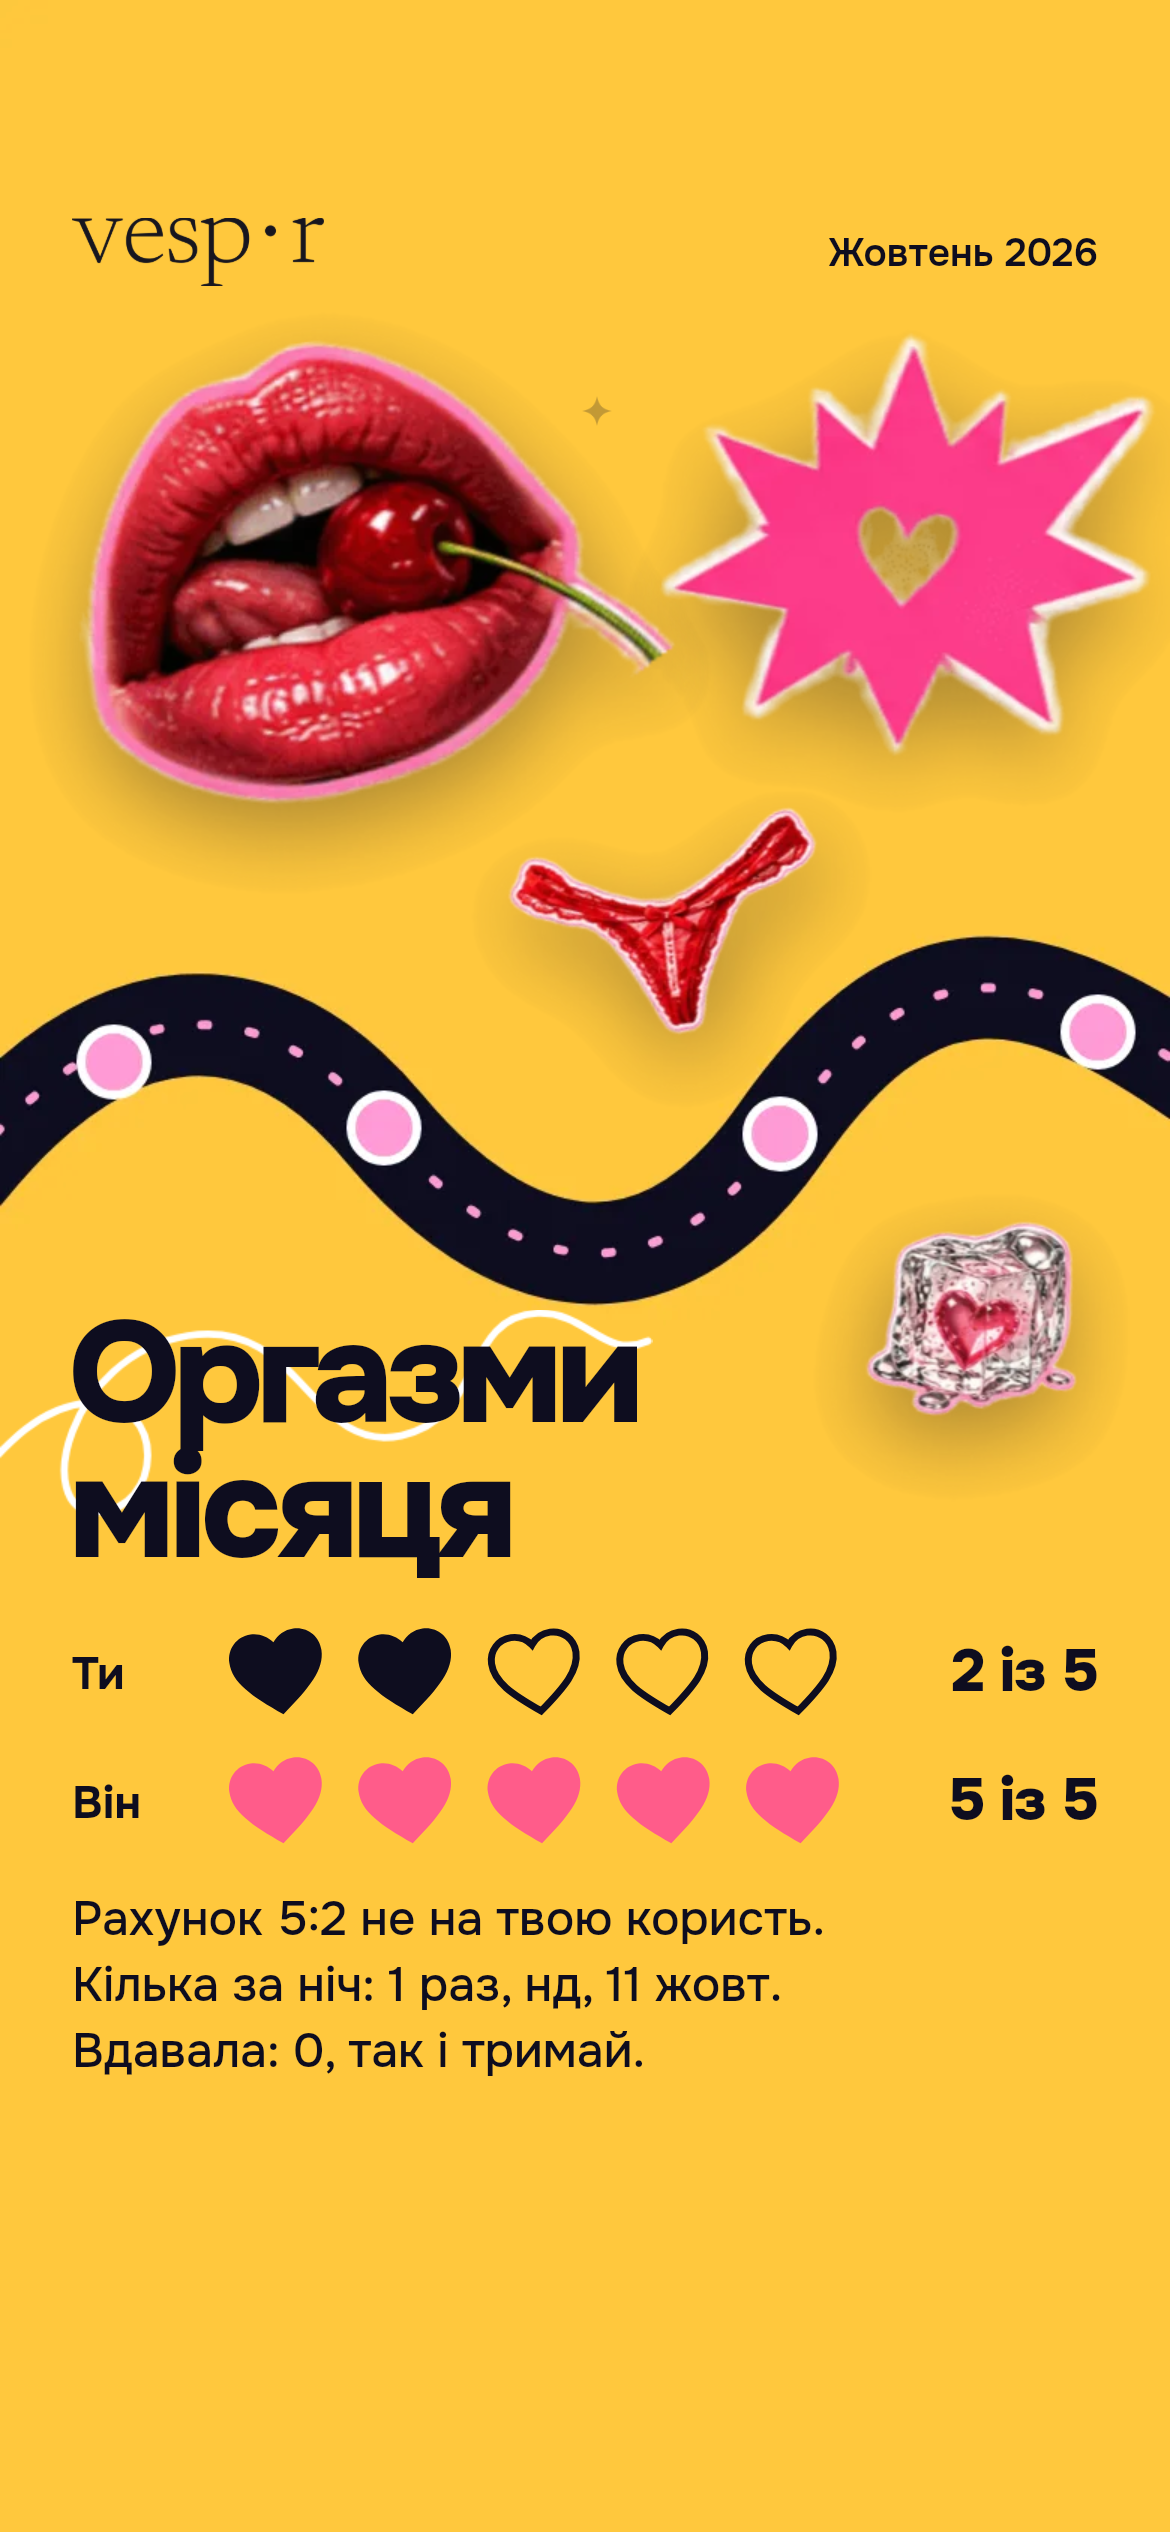 vesp·r
Жовтень 2026
Оргазми
місяця
Ти 2 із 5
Він 5 із 5
Рахунок 5:2 не на твою користь.
Кілька за ніч: 1 раз, нд, 11 жовт.
Вдавала: 0, так і тримай.